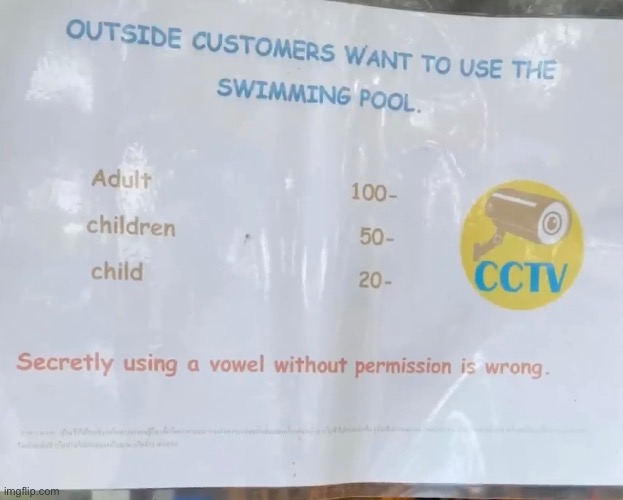 OUTSIDE CUSTOMERS WANT TO USE THE
SWIMMING POOL.
Adult 100-
children 50-
child 20-
CCTV
Secretly using a vowel without permission is wrong.
imgflip.com